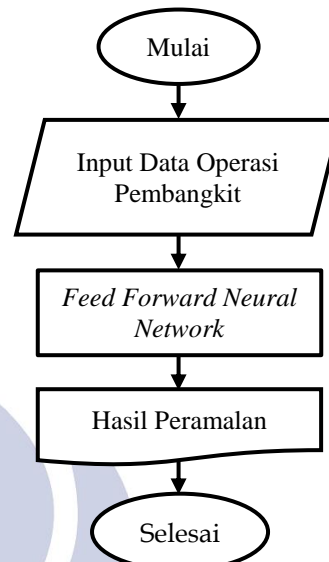 Mulai
Input Data Operasi
Pembangkit
Feed Forward Neural
Network
Hasil Peramalan
Selesai